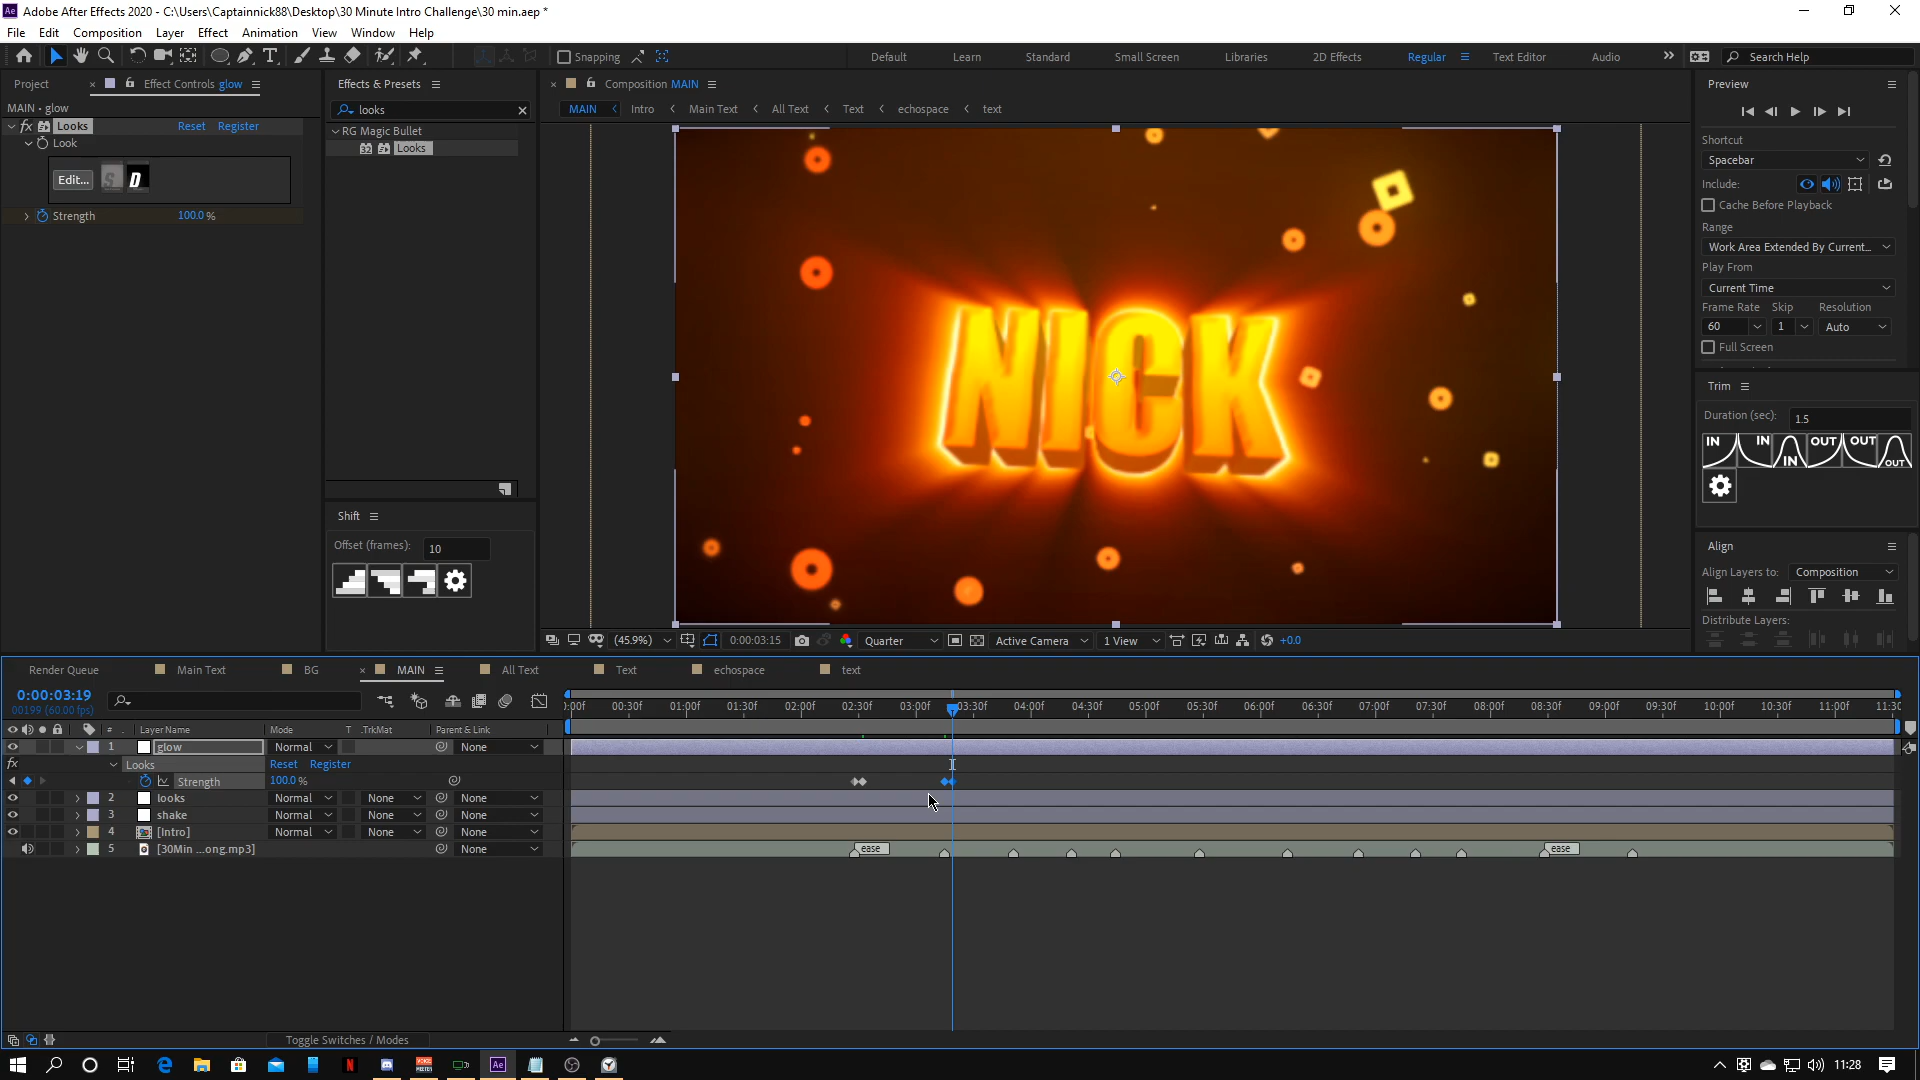 Adobe After Effects 2020 - C:\Users\Captainnick88\Desktop\30 Minute Intro Challenge\30 min.aep *
File Edit Composition Layer Effect Animation View Window Help
Snapping
Default Learn Standard Small Screen Libraries 2D Effects Regular Text Editor Audio
Search Help
Project
Effect Controls glow
MAIN • glow
fx Looks Reset Register
Look
Edit... S D
Strength 100.0 %
Effects & Presets
looks
RG Magic Bullet
32 Looks
Shift
Offset (frames): 10
Composition MAIN
MAIN Intro Main Text All Text Text echospace text
NICK
(45.9%) 0:00:03:15 Quarter Active Camera 1 View +0.0
Preview
Shortcut
Spacebar
Include:
Cache Before Playback
Range
Work Area Extended By Current...
Play From
Current Time
Frame Rate Skip Resolution
60 1 Auto
Full Screen
Trim
Duration (sec): 1.5
IN IN IN OUT OUT OUT
Align
Align Layers to: Composition
Distribute Layers:
Render Queue Main Text BG MAIN All Text Text echospace text
0:00:03:19
00199 (60.00 fps)
):00f 00:30f 01:00f 01:30f 02:00f 02:30f 03:00f 03:30f 04:00f 04:30f 05:00f 05:30f 06:00f 06:30f 07:00f 07:30f 08:00f 08:30f 09:00f 09:30f 10:00f 10:30f 11:00f 11:30
# Layer Name Mode T .TrkMat Parent & Link
1 glow Normal None
fx Looks Reset Register
Strength 100.0 %
2 looks Normal None None
3 shake Normal None None
4 [Intro] Normal None None
5 [30Min ...ong.mp3] None
ease ease
Toggle Switches / Modes
Ae
11:28